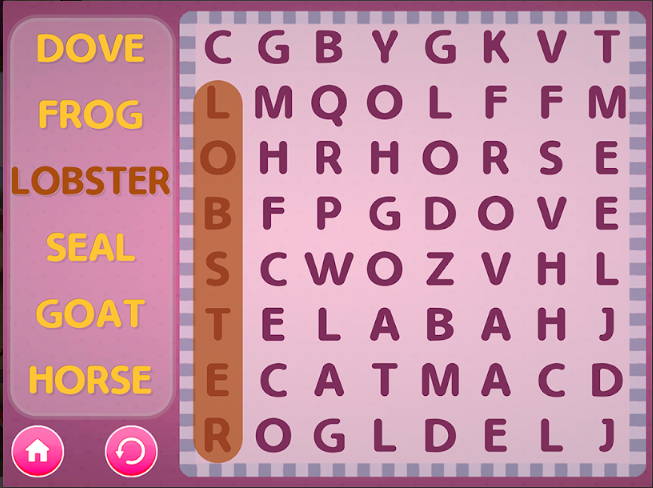 DOVE
FROG
LOBSTER
SEAL
GOAT
HORSE
C G B Y G K V T
L M Q O L F F M
O H R H O R S E
B F P G D O V E
S C W O Z V H L
T E L A B A H J
E C A T M A C D
R O G L D E L J